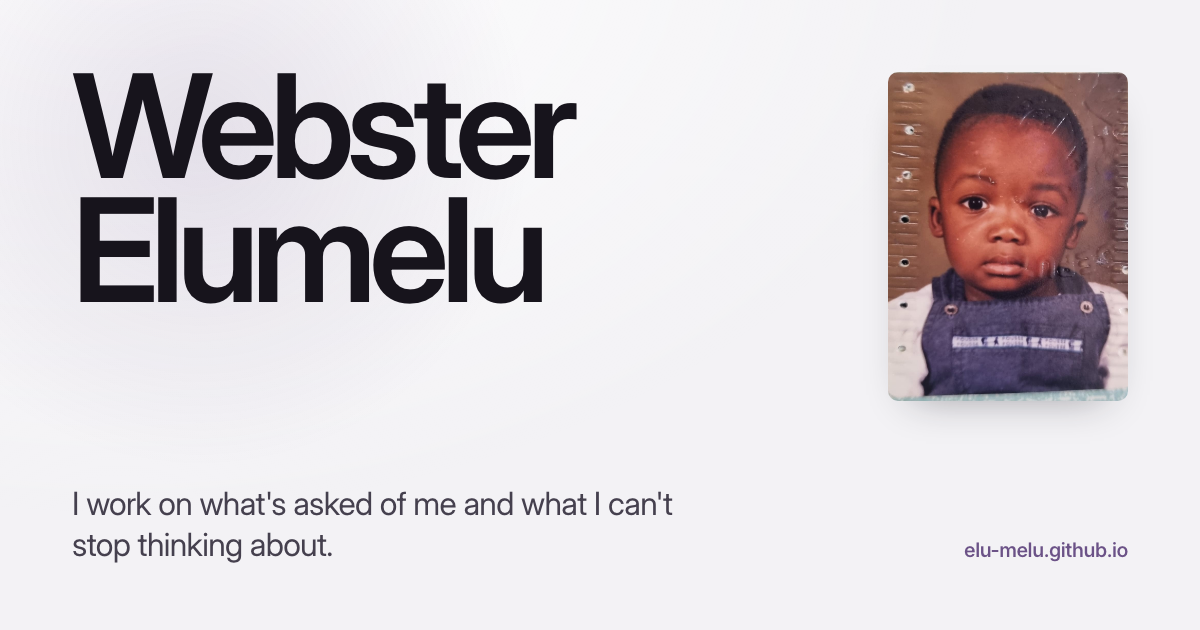 Webster
Elumelu
I work on what's asked of me and what I can't
stop thinking about.
elu-melu.github.io